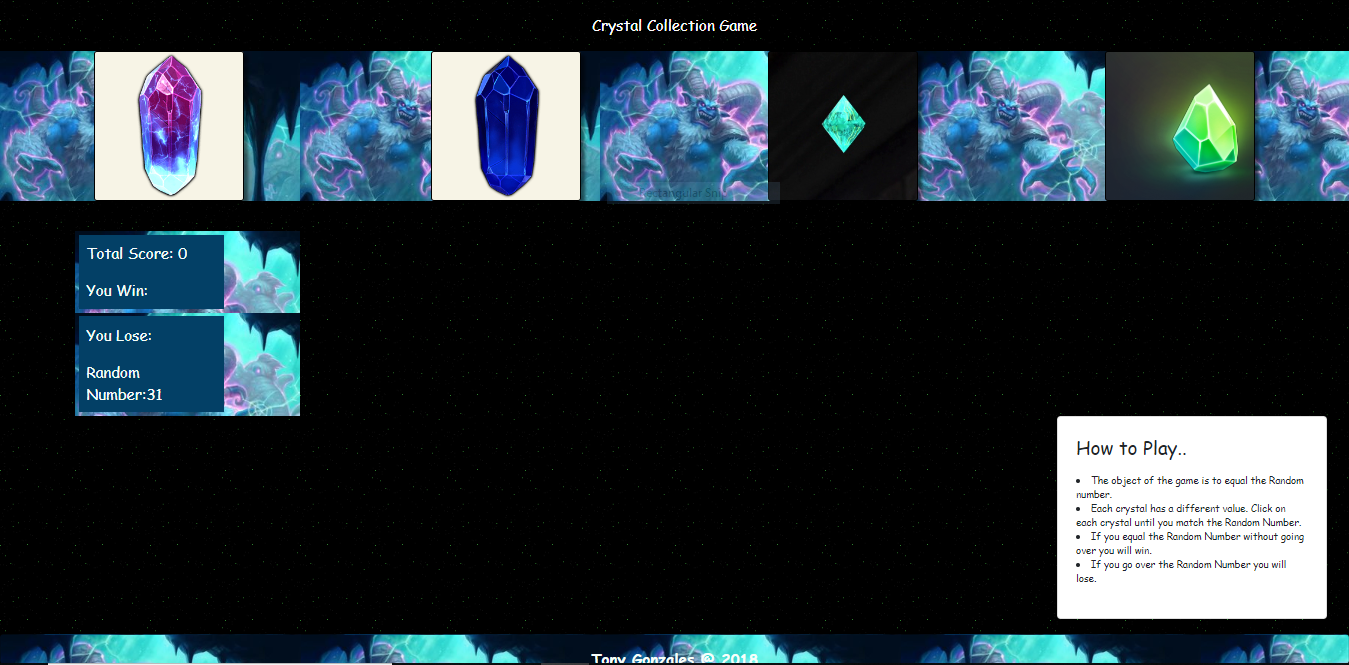 Crystal Collection Game
Rectangular Snip
Total Score: 0
You Win:
You Lose:
Random
Number:31
How to Play..
• The object of the game is to equal the Random
number.
• Each crystal has a different value. Click on
each crystal until you match the Random Number.
• If you equal the Random Number without going
over you will win.
• If you go over the Random Number you will
lose.
Tony Gonzales @ 2018